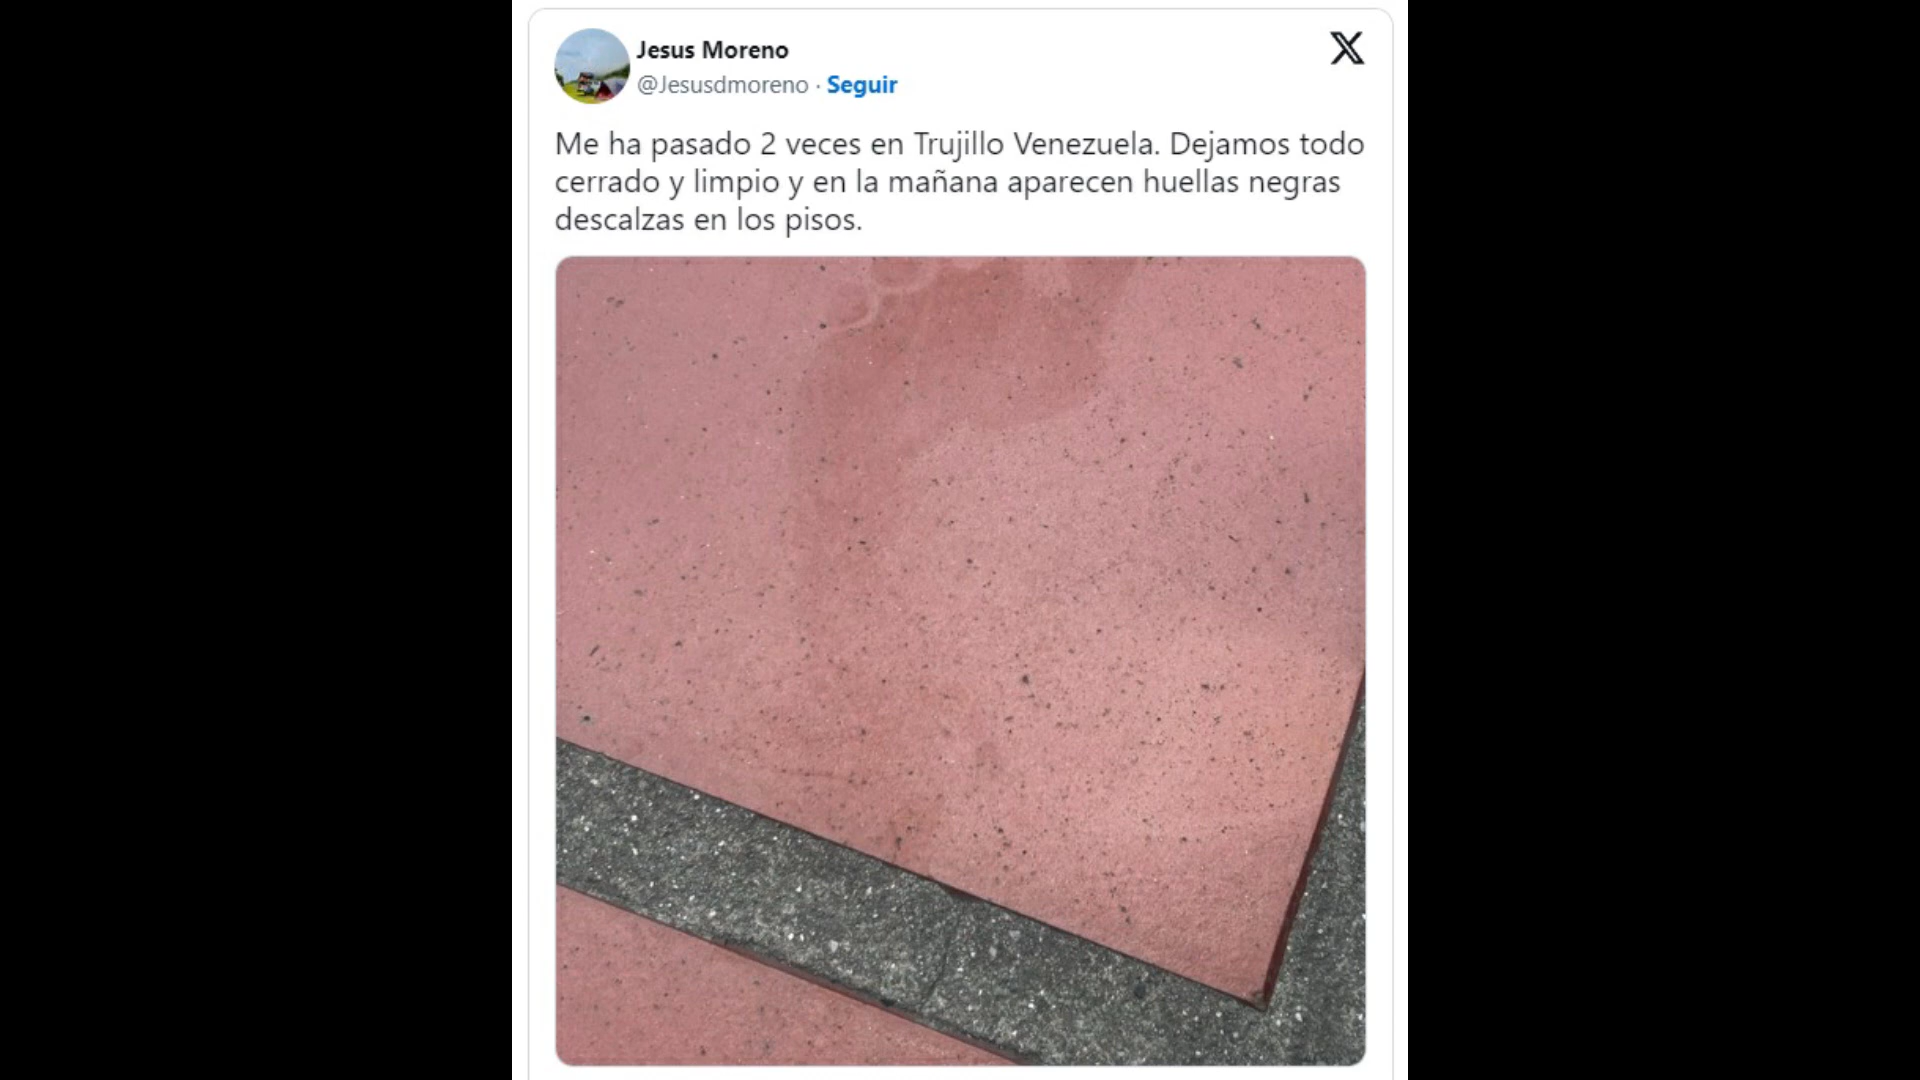 Jesus Moreno
@Jesusdmoreno · Seguir
Me ha pasado 2 veces en Trujillo Venezuela. Dejamos todo
cerrado y limpio y en la mañana aparecen huellas negras
descalzas en los pisos.